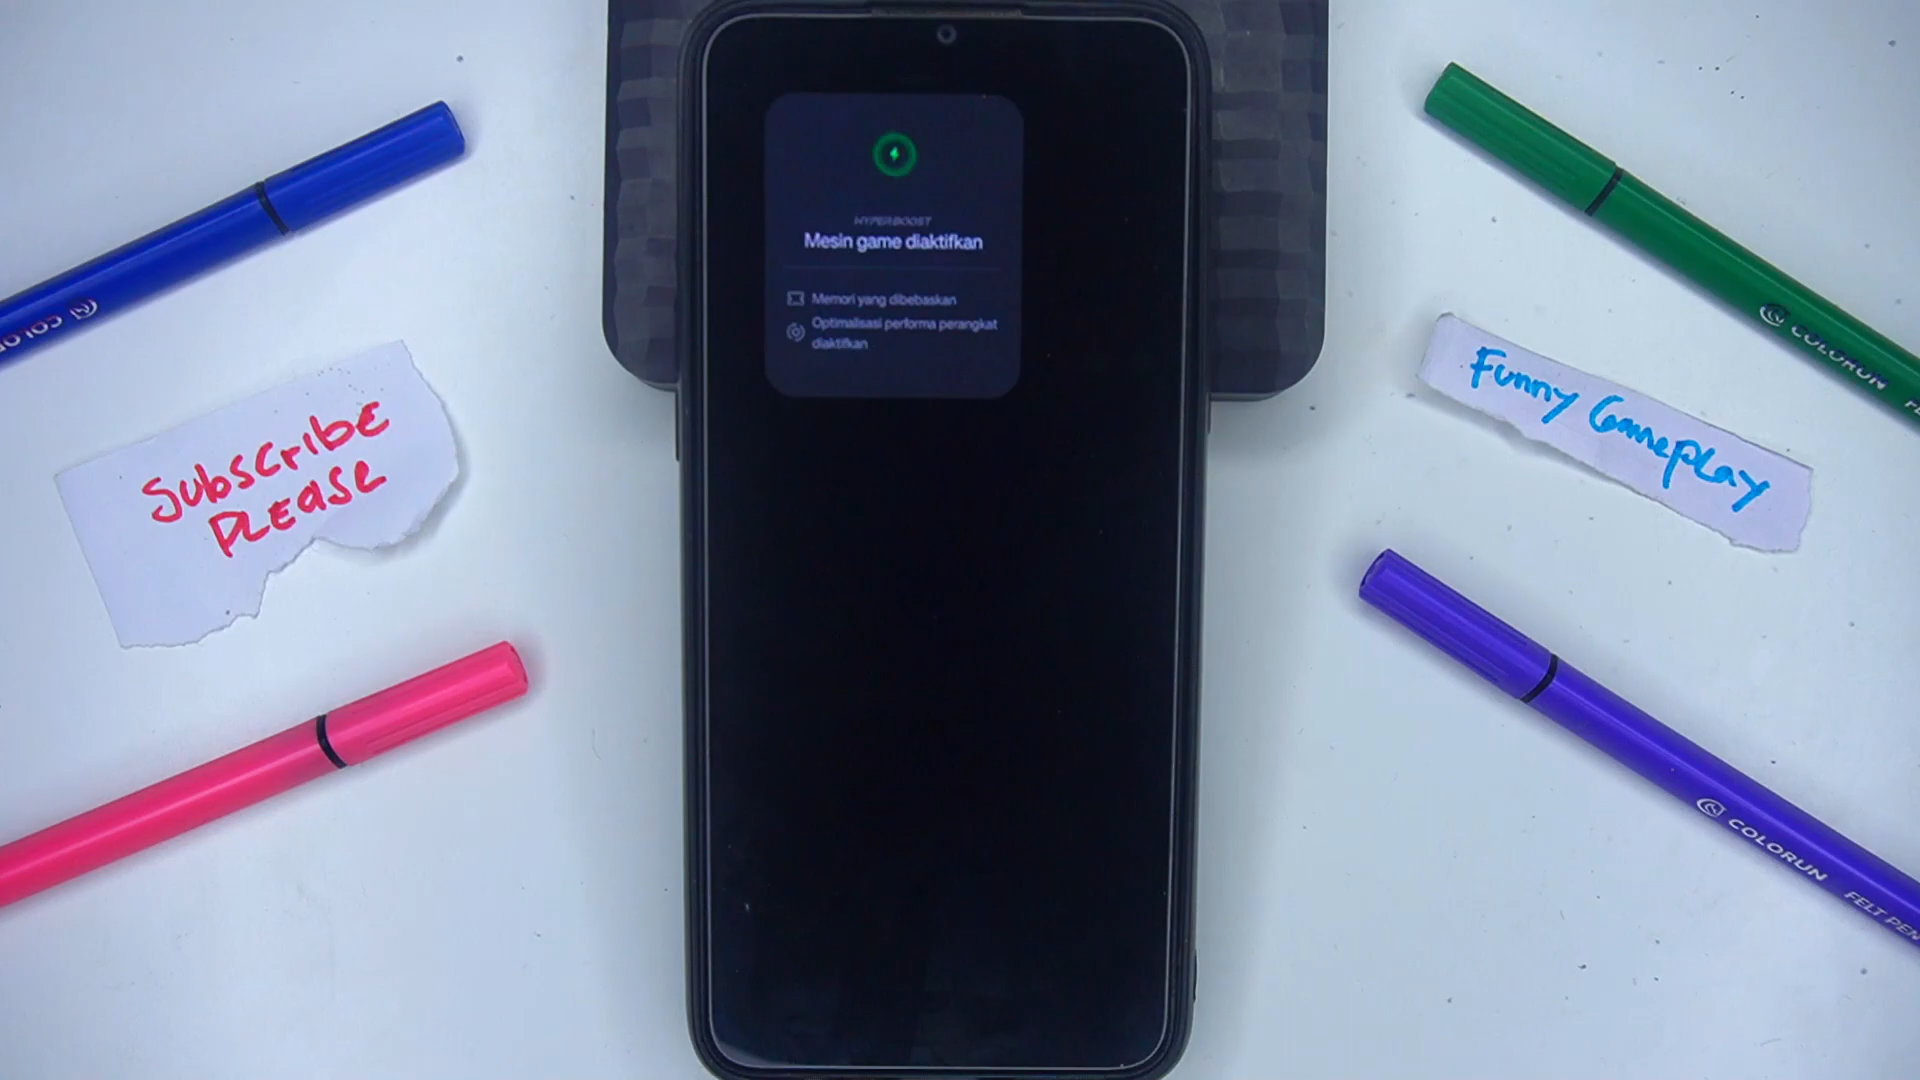 HYPERBOOST
Mesin game diaktifkan
Memori yang dibebaskan
Optimalisasi performa perangkat
diaktifkan
SUBSCRIBE
PLEASE
Funny Gameplay
COLORUN
COLORUN
FELT PEN